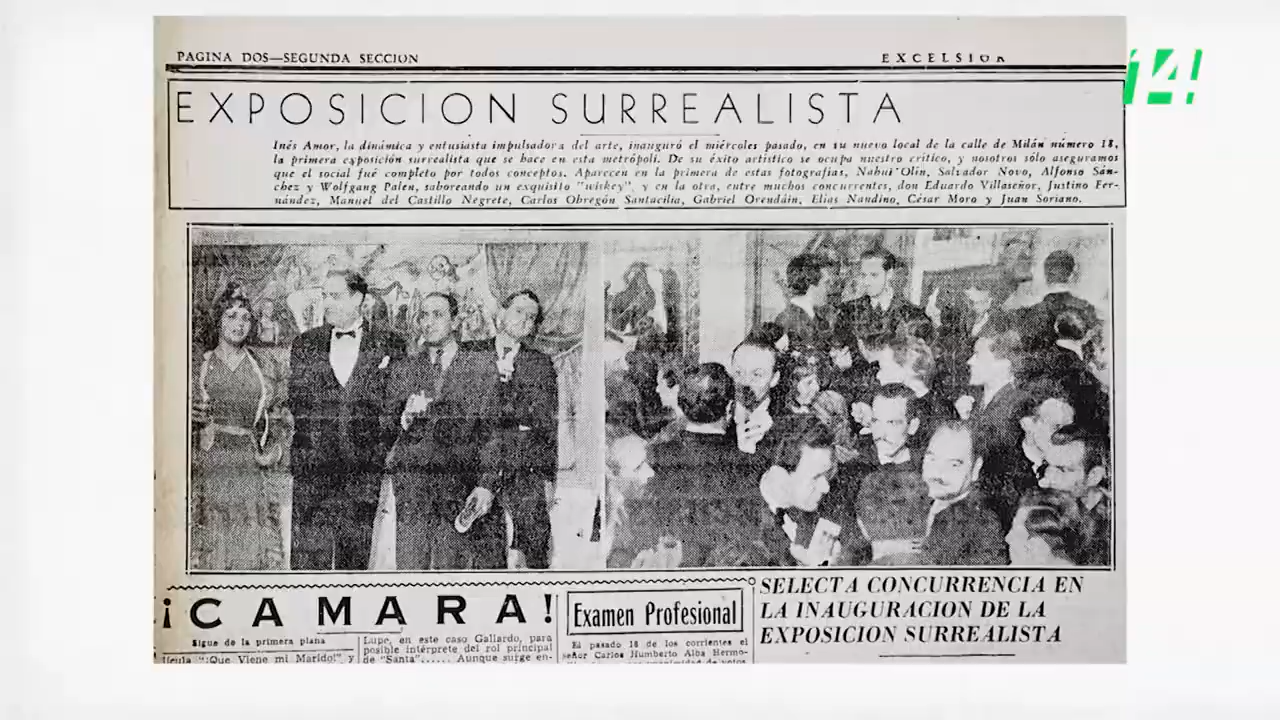 PAGINA DOS—SEGUNDA SECCION
EXCELSIOR
14!
EXPOSICION SURREALISTA
Inés Amor, la dinámica y entusiasta impulsadora del arte, inauguró el miércoles pasado, en su nuevo local de la calle de Milán número 18,
la primera exposición surrealista que se hace en esta metrópoli. De su éxito artístico se ocupa nuestro crítico, y nosotros sólo aseguramos
que el social fué completo por todos conceptos. Aparecen en la primera de estas fotografías, Nahui Olin, Salvador Novo, Alfonso Sán-
chez y Wolfgang Palen, saboreando un exquisito "wiskey", y en la otra, entre muchos concurrentes, don Eduardo Villaseñor, Justino Fer-
nández, Manuel del Castillo Negrete, Carlos Obregón Santacilia, Gabriel Orendáin, Elías Nandino, César Moro y Juan Soriano.
¡CAMARA!
Sigue de la primera plana
"¡Que Viene mi Marido!", y
Lupe, en este caso Gallardo, para
posible intérprete del rol principal
de "Santa"..... Aunque surge en-
Examen Profesional
El pasado 18 de los corrientes el
señor Carlos Humberto Alba Hermo-
SELECTA CONCURRENCIA EN
LA INAUGURACION DE LA
EXPOSICION SURREALISTA